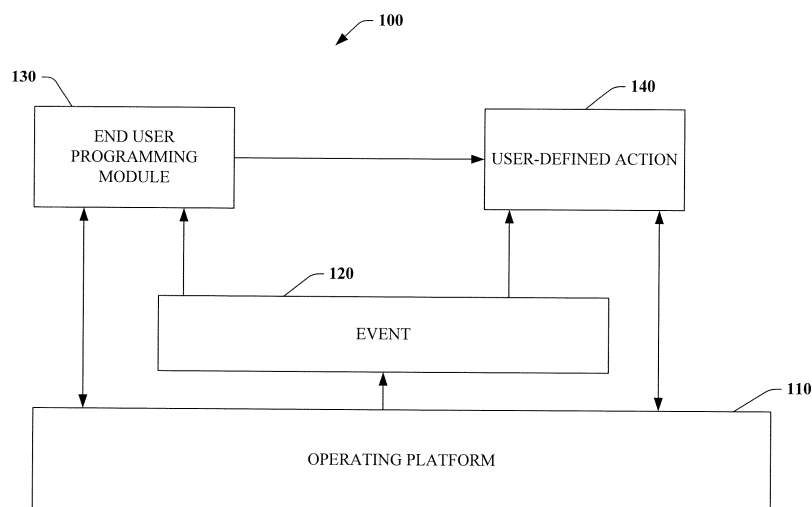 100
130
140
END USER
PROGRAMMING
MODULE
USER-DEFINED ACTION
120
EVENT
110
OPERATING PLATFORM